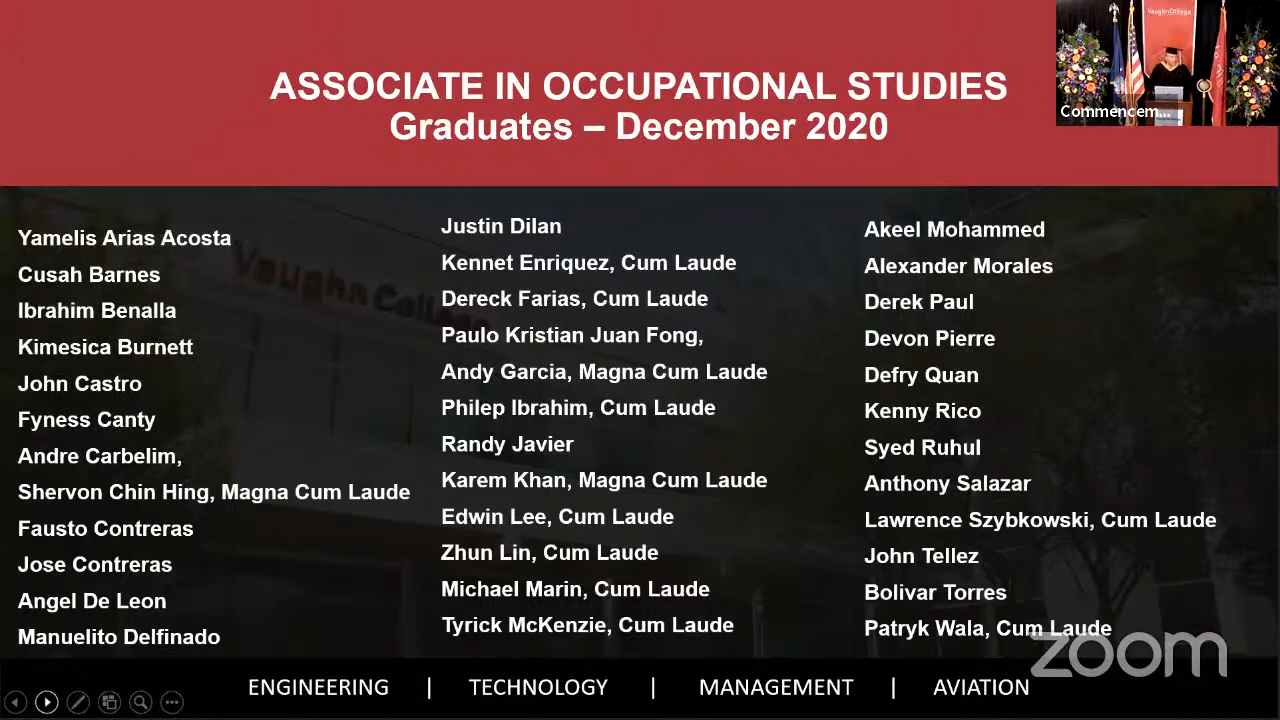 ASSOCIATE IN OCCUPATIONAL STUDIES
Graduates – December 2020
VaughnCollege
Commencem...
Yamelis Arias Acosta
Cusah Barnes
Ibrahim Benalla
Kimesica Burnett
John Castro
Fyness Canty
Andre Carbelim,
Shervon Chin Hing, Magna Cum Laude
Fausto Contreras
Jose Contreras
Angel De Leon
Manuelito Delfinado
Justin Dilan
Kennet Enriquez, Cum Laude
Dereck Farias, Cum Laude
Paulo Kristian Juan Fong,
Andy Garcia, Magna Cum Laude
Philep Ibrahim, Cum Laude
Randy Javier
Karem Khan, Magna Cum Laude
Edwin Lee, Cum Laude
Zhun Lin, Cum Laude
Michael Marin, Cum Laude
Tyrick McKenzie, Cum Laude
Akeel Mohammed
Alexander Morales
Derek Paul
Devon Pierre
Defry Quan
Kenny Rico
Syed Ruhul
Anthony Salazar
Lawrence Szybkowski, Cum Laude
John Tellez
Bolivar Torres
Patryk Wala, Cum Laude
Vaughn College
zoom
ENGINEERING | TECHNOLOGY | MANAGEMENT | AVIATION